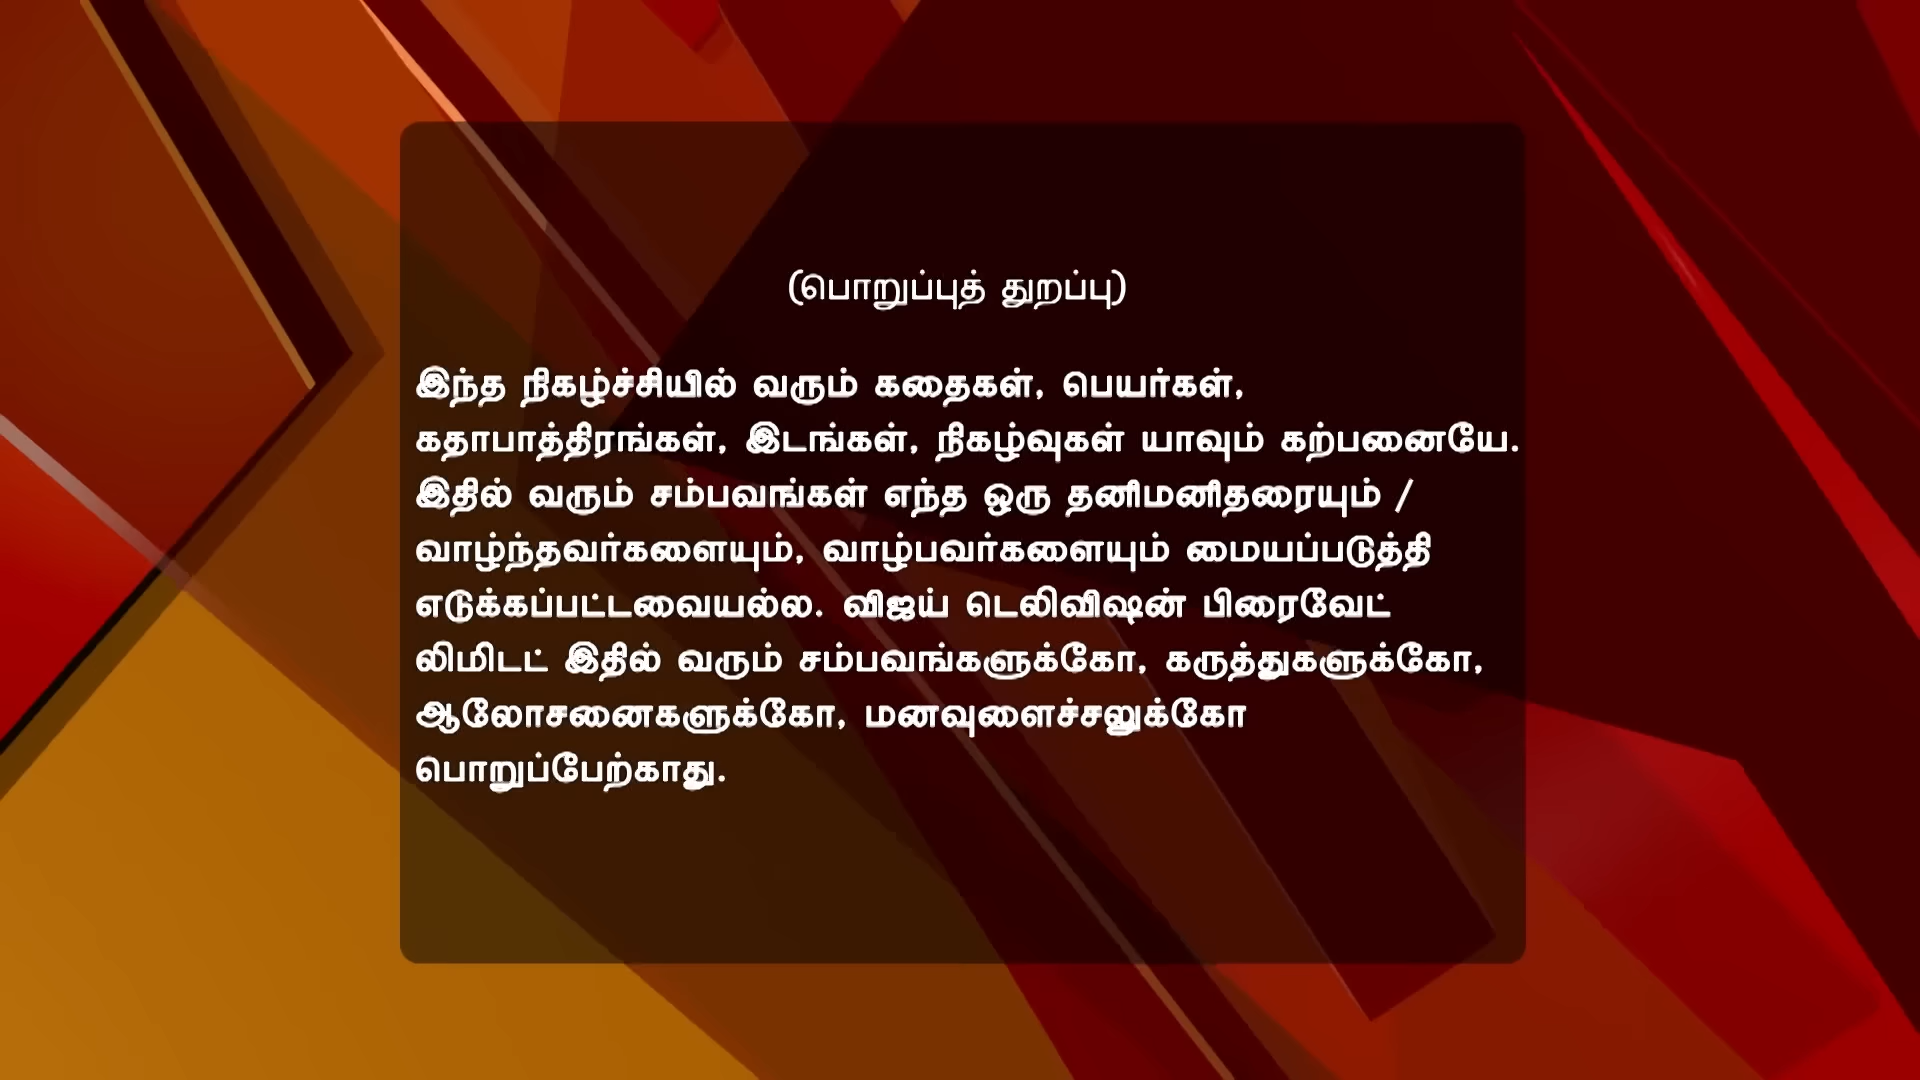 (பொறுப்புத் துறப்பு)
இந்த நிகழ்ச்சியில் வரும் கதைகள், பெயர்கள்,
கதாபாத்திரங்கள், இடங்கள், நிகழ்வுகள் யாவும் கற்பனையே.
இதில் வரும் சம்பவங்கள் எந்த ஒரு தனிமனிதரையும் /
வாழ்ந்தவர்களையும், வாழ்பவர்களையும் மையப்படுத்தி
எடுக்கப்பட்டவையல்ல. விஜய் டெலிவிஷன் பிரைவேட்
லிமிடட் இதில் வரும் சம்பவங்களுக்கோ, கருத்துகளுக்கோ,
ஆலோசனைகளுக்கோ, மனவுளைச்சலுக்கோ
பொறுப்பேற்காது.